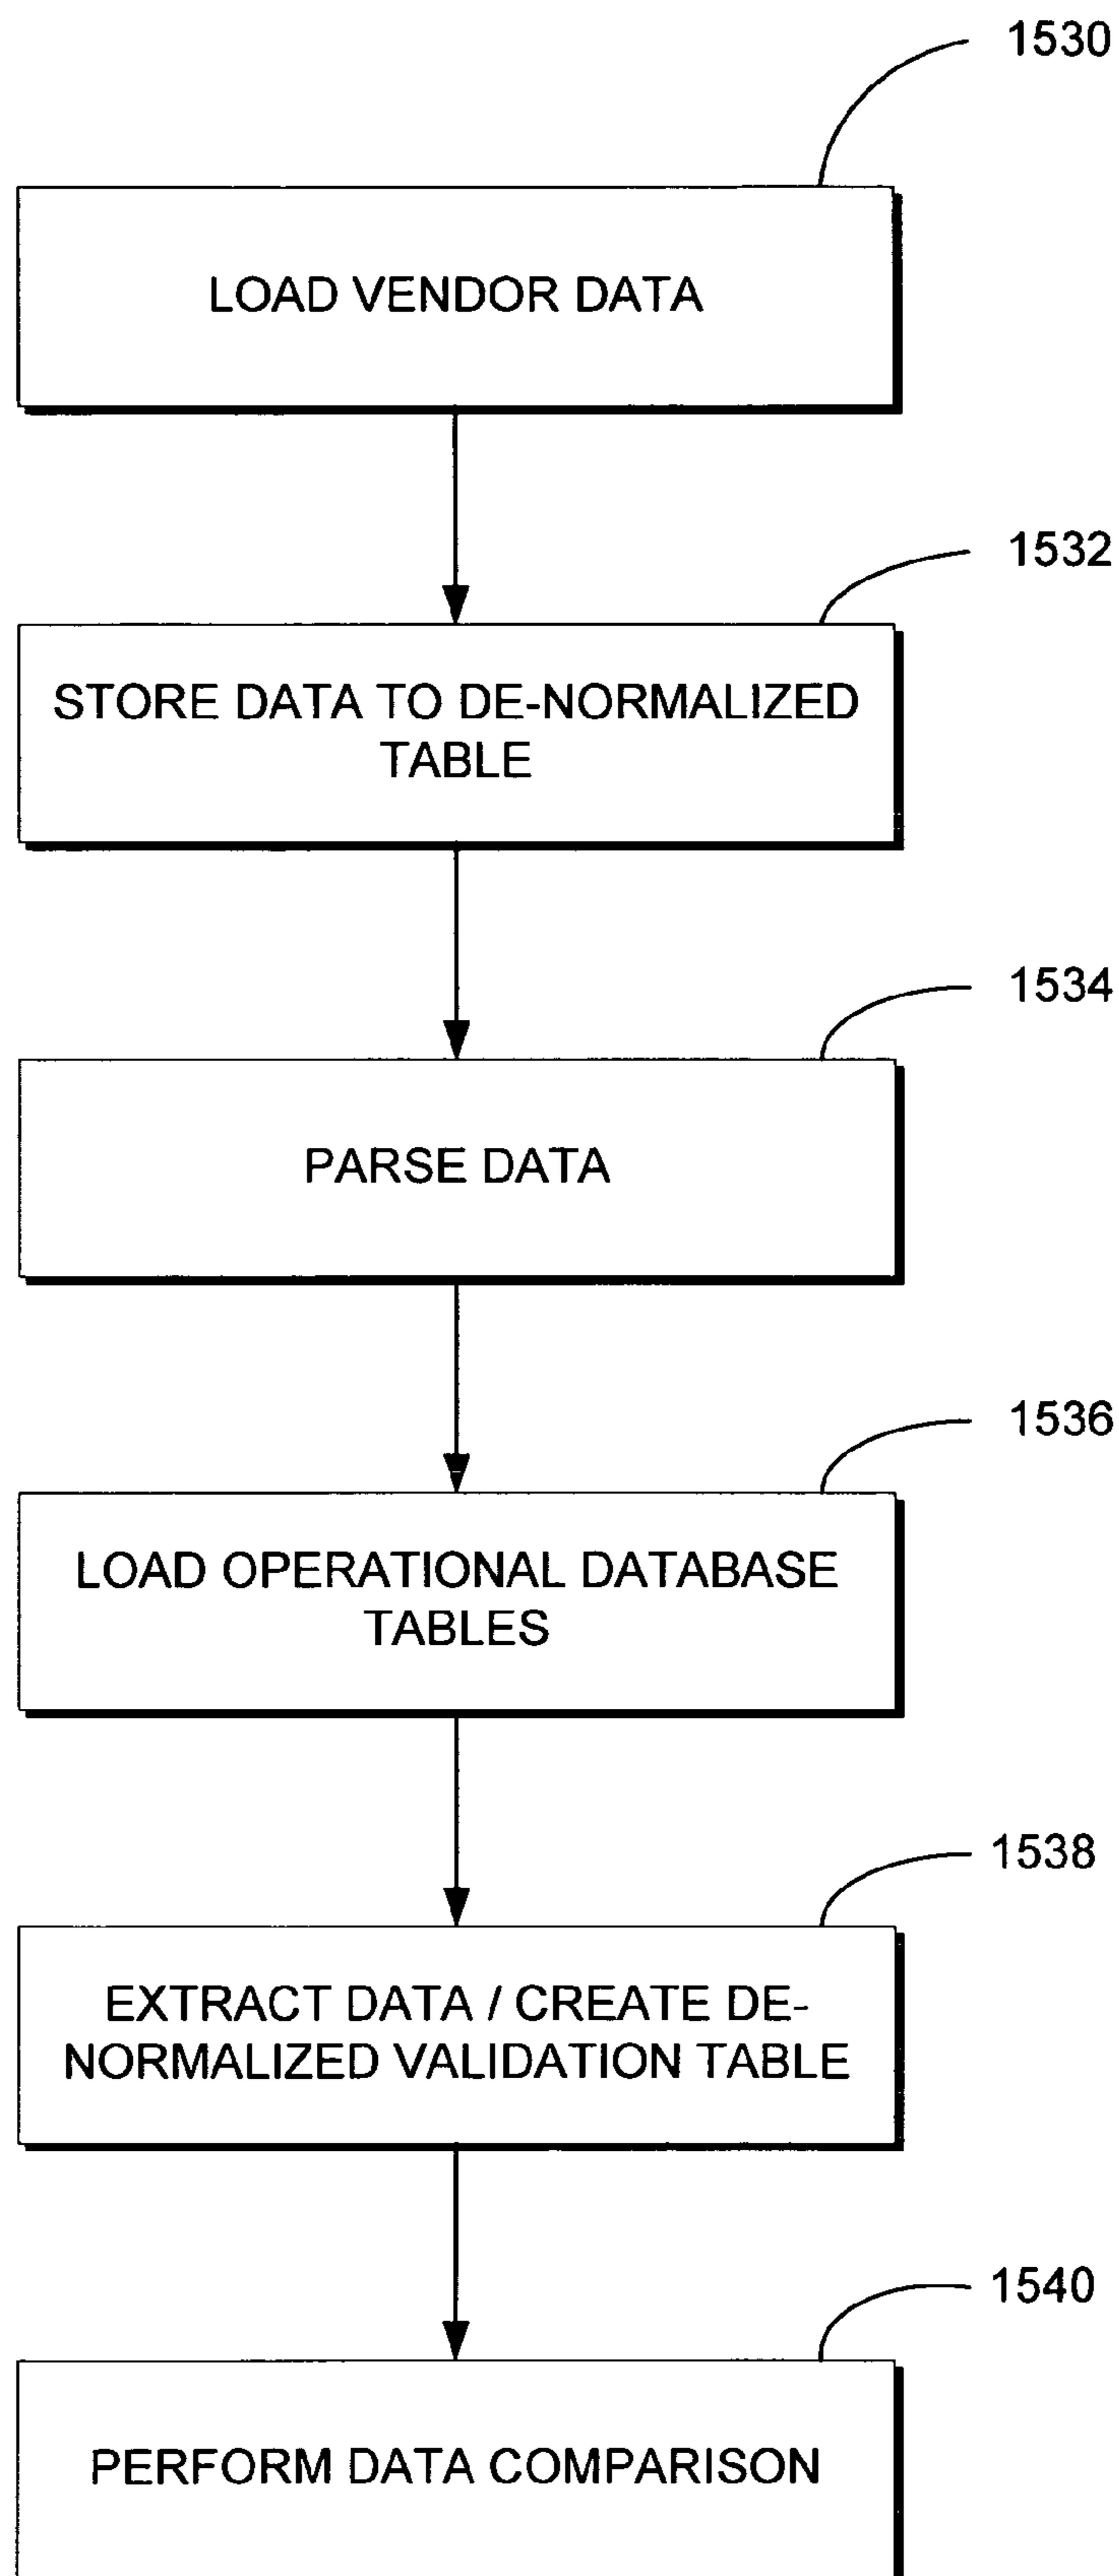 1530
LOAD VENDOR DATA
1532
STORE DATA TO DE-NORMALIZED
TABLE
1534
PARSE DATA
1536
LOAD OPERATIONAL DATABASE
TABLES
1538
EXTRACT DATA / CREATE DE-
NORMALIZED VALIDATION TABLE
1540
PERFORM DATA COMPARISON